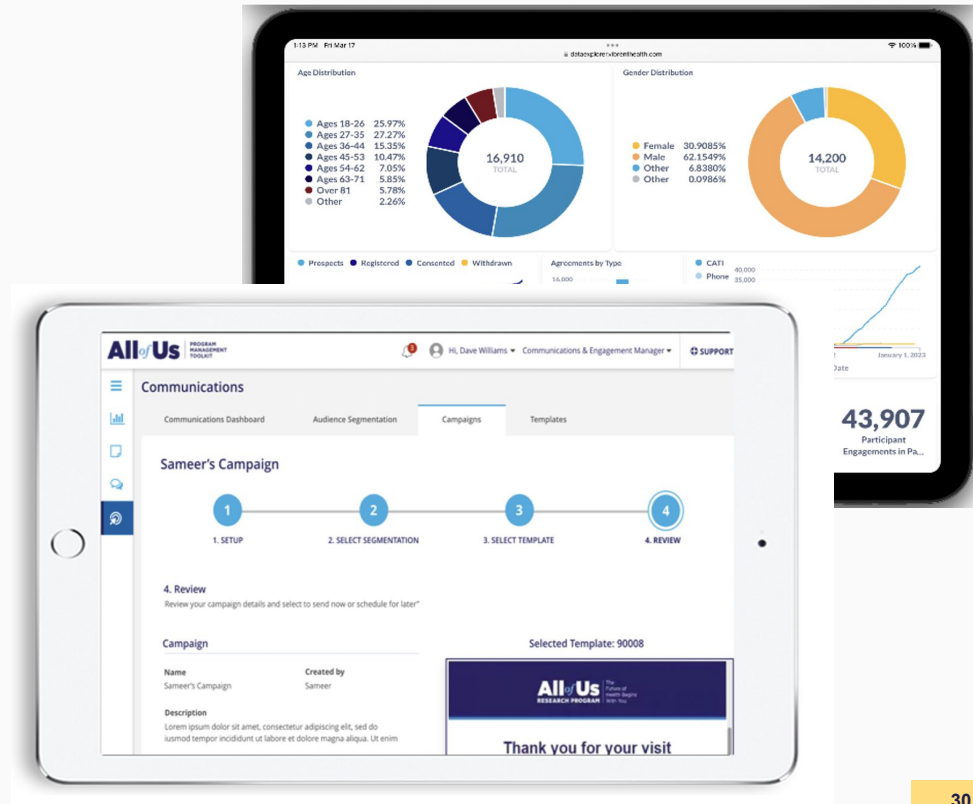 1:13 PM Fri Mar 17
dataexplorer.vibrenthealth.com
100%
Age Distribution
Ages 18-26 25.97%
Ages 27-35 27.27%
Ages 36-44 15.35%
Ages 45-53 10.47%
Ages 54-62 7.05%
Ages 63-71 5.85%
Over 81 5.78%
Other 2.26%
16,910
TOTAL
Gender Distribution
Female 30.9085%
Male 62.1549%
Other 6.8380%
Other 0.0986%
14,200
TOTAL
Prospects Registered Consented Withdrawn
Agreements by Type
16,000
CATI
Phone
40,000
35,000
January 1, 2023
Date
43,907
Participant
Engagements in Pa...
All of Us PROGRAM
MANAGEMENT
TOOLKIT
3
Hi, Dave Williams
Communications & Engagement Manager
SUPPORT
Communications
Communications Dashboard
Audience Segmentation
Campaigns
Templates
Sameer's Campaign
1
2
3
4
1. SETUP
2. SELECT SEGMENTATION
3. SELECT TEMPLATE
4. REVIEW
4. Review
Review your campaign details and select to send now or schedule for later"
Campaign
Name
Sameer's Campaign
Created by
Sameer
Description
Lorem ipsum dolor sit amet, consectetur adipiscing elit, sed do
iusmod tempor incididunt ut labore et dolore magna aliqua. Ut enim
Selected Template: 90008
All of Us
RESEARCH PROGRAM
The
Future of
Health Begins
With You
Thank you for your visit
30